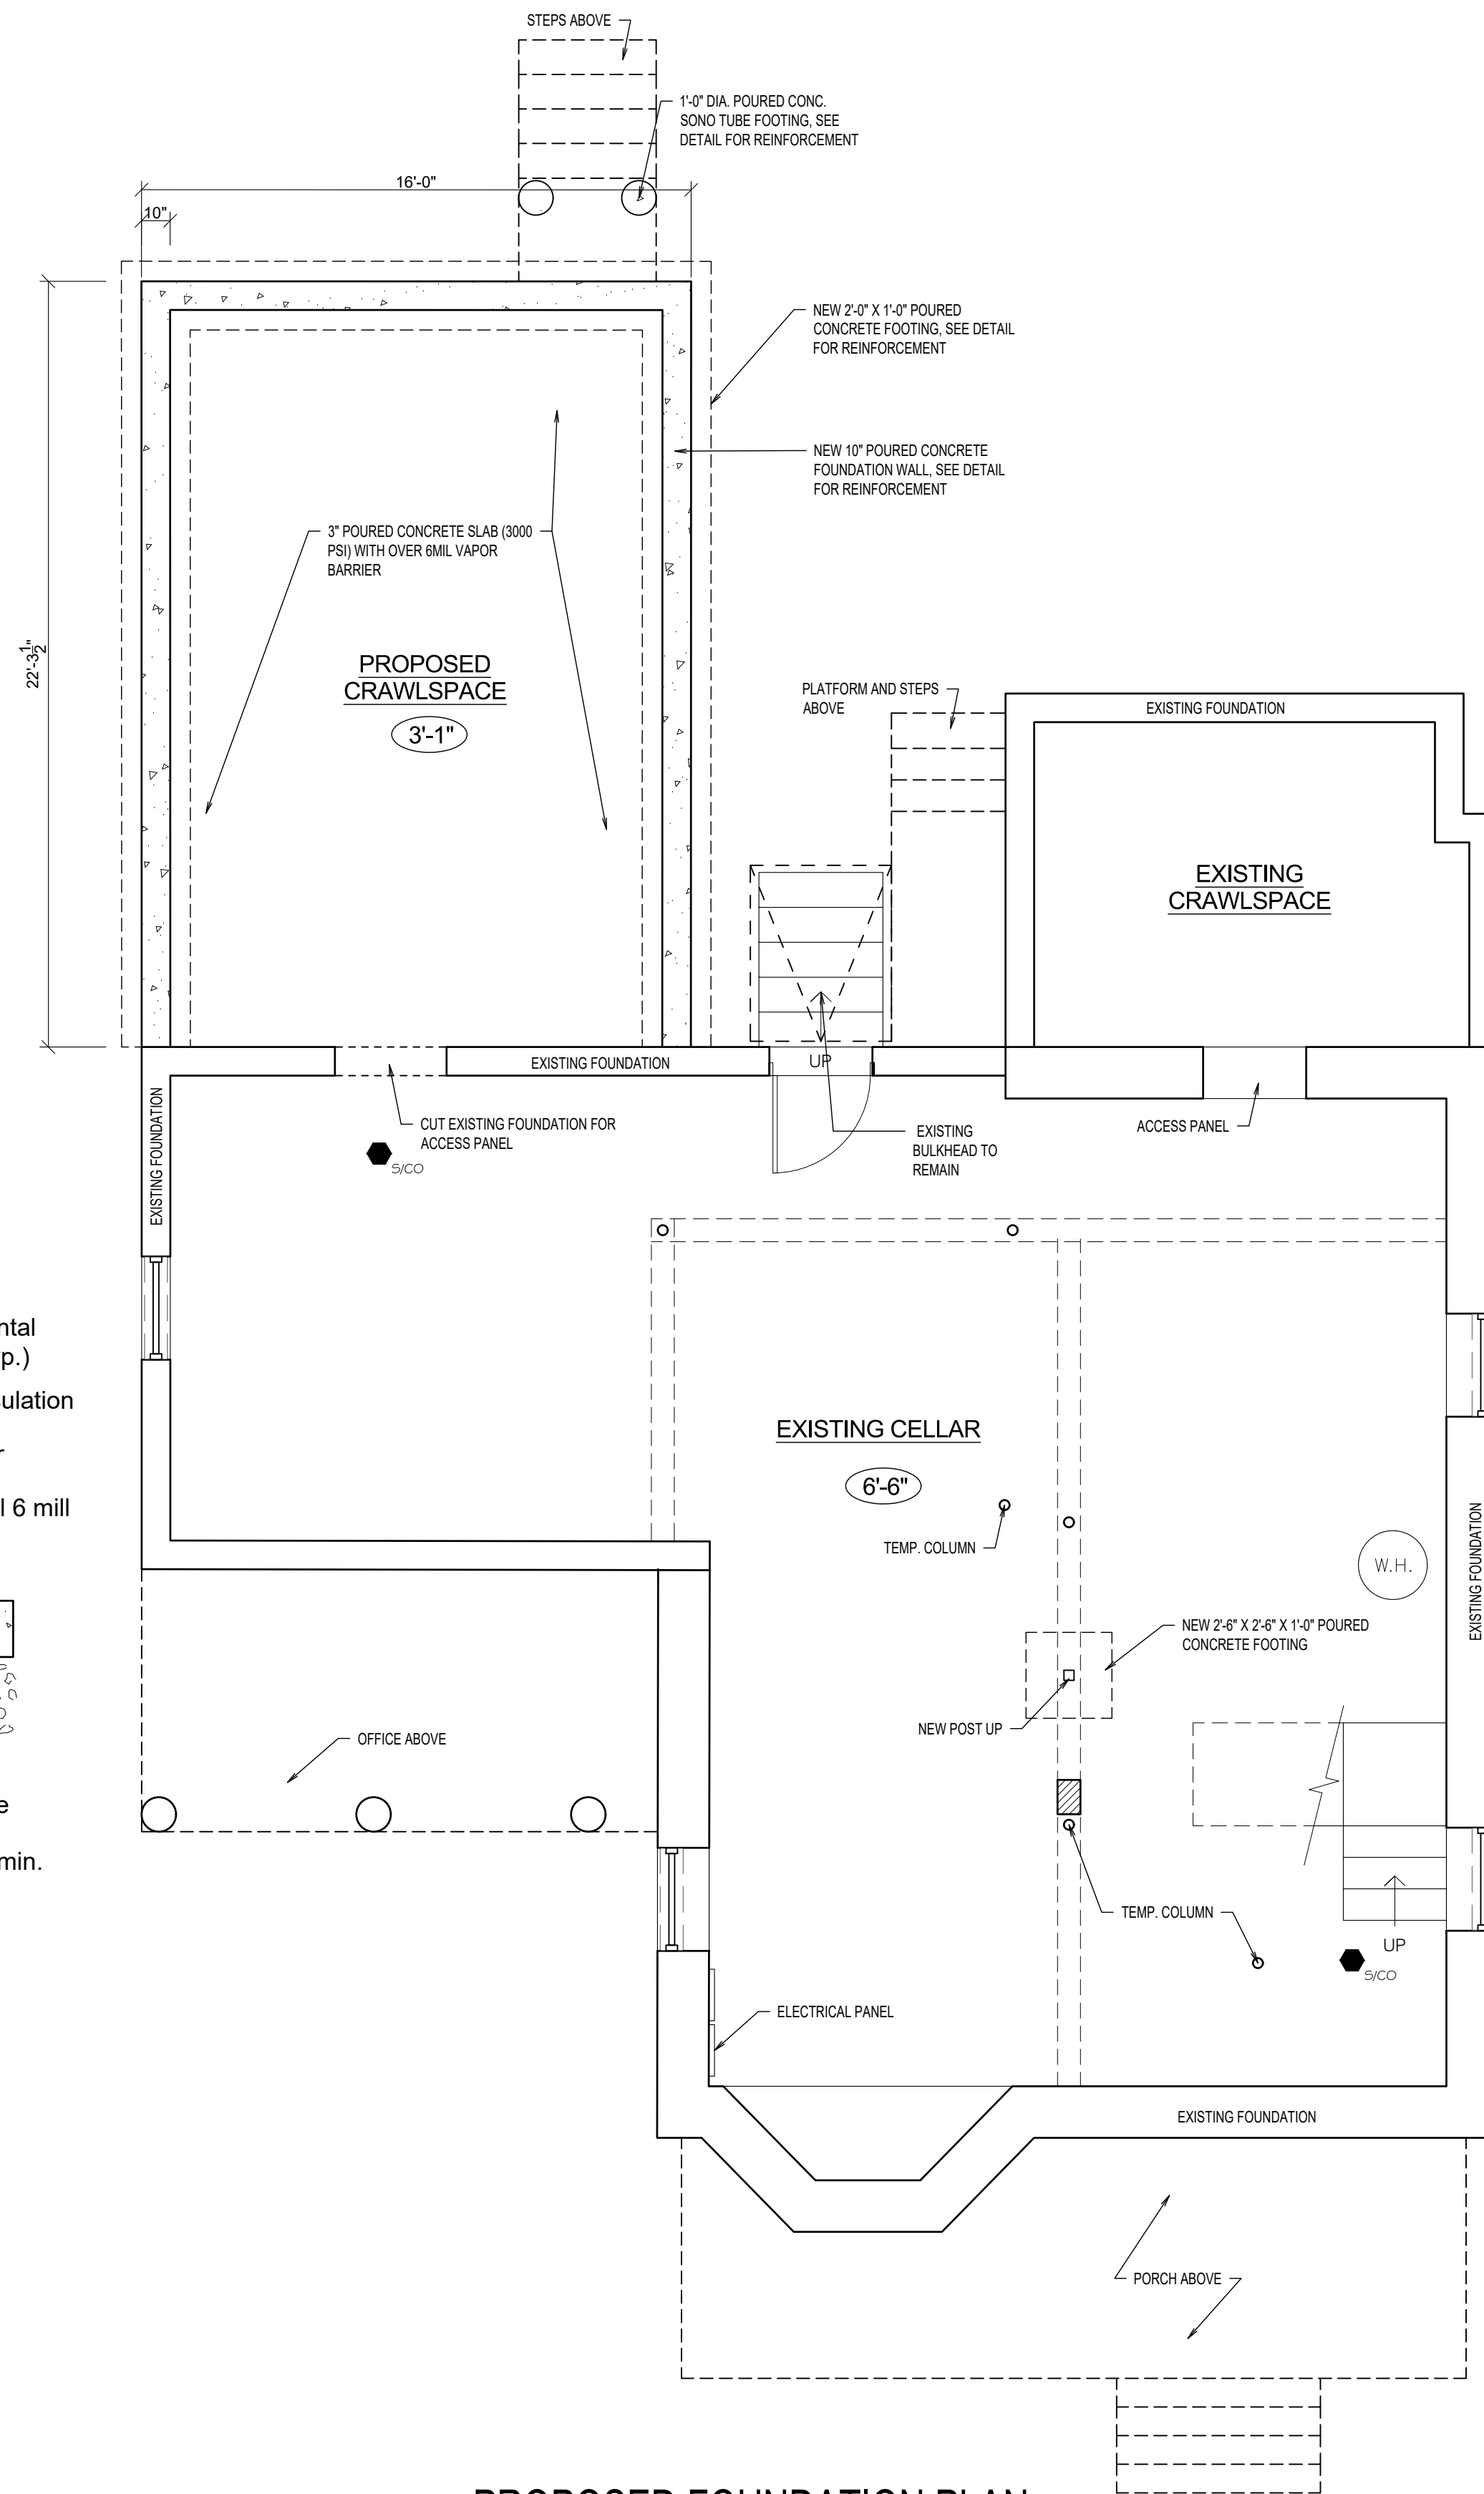 STEPS ABOVE
1'-0" DIA. POURED CONC.
SONO TUBE FOOTING, SEE
DETAIL FOR REINFORCEMENT
16'-0"
10"
NEW 2'-0" X 1'-0" POURED
CONCRETE FOOTING, SEE DETAIL
FOR REINFORCEMENT
NEW 10" POURED CONCRETE
FOUNDATION WALL, SEE DETAIL
FOR REINFORCEMENT
3" POURED CONCRETE SLAB (3000
PSI) WITH OVER 6MIL VAPOR
BARRIER
22'-3 1/2"
PROPOSED
CRAWLSPACE
3'-1"
PLATFORM AND STEPS
ABOVE
EXISTING FOUNDATION
EXISTING
CRAWLSPACE
EXISTING FOUNDATION
UP
EXISTING FOUNDATION
CUT EXISTING FOUNDATION FOR
ACCESS PANEL
S/CO
EXISTING
BULKHEAD TO
REMAIN
ACCESS PANEL
ntal
p.)
sulation
r
l 6 mill
EXISTING CELLAR
6'-6"
TEMP. COLUMN
W.H.
EXISTING FOUNDATION
NEW 2'-6" X 2'-6" X 1'-0" POURED
CONCRETE FOOTING
NEW POST UP
OFFICE ABOVE
e
min.
TEMP. COLUMN
UP
S/CO
ELECTRICAL PANEL
EXISTING FOUNDATION
PORCH ABOVE
PROPOSED FOUNDATION PLAN